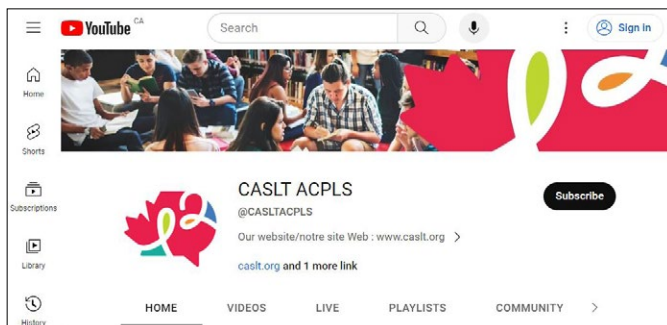 YouTube CA
Search
Sign in
Home
Shorts
Subscriptions
Library
History
CASLT ACPLS
@CASLTACPLS
Subscribe
Our website/notre site Web : www.caslt.org
caslt.org and 1 more link
HOME VIDEOS LIVE PLAYLISTS COMMUNITY